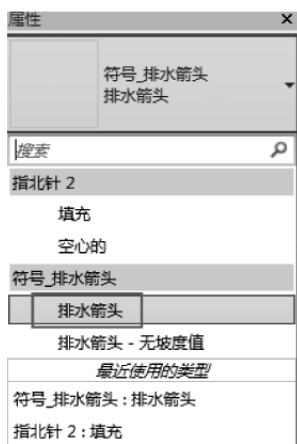 属性
符号_排水箭头
排水箭头
搜索
指北针 2
填充
空心的
符号_排水箭头
排水箭头
排水箭头 - 无坡度值
最近使用的类型
符号_排水箭头 : 排水箭头
指北针 2 : 填充